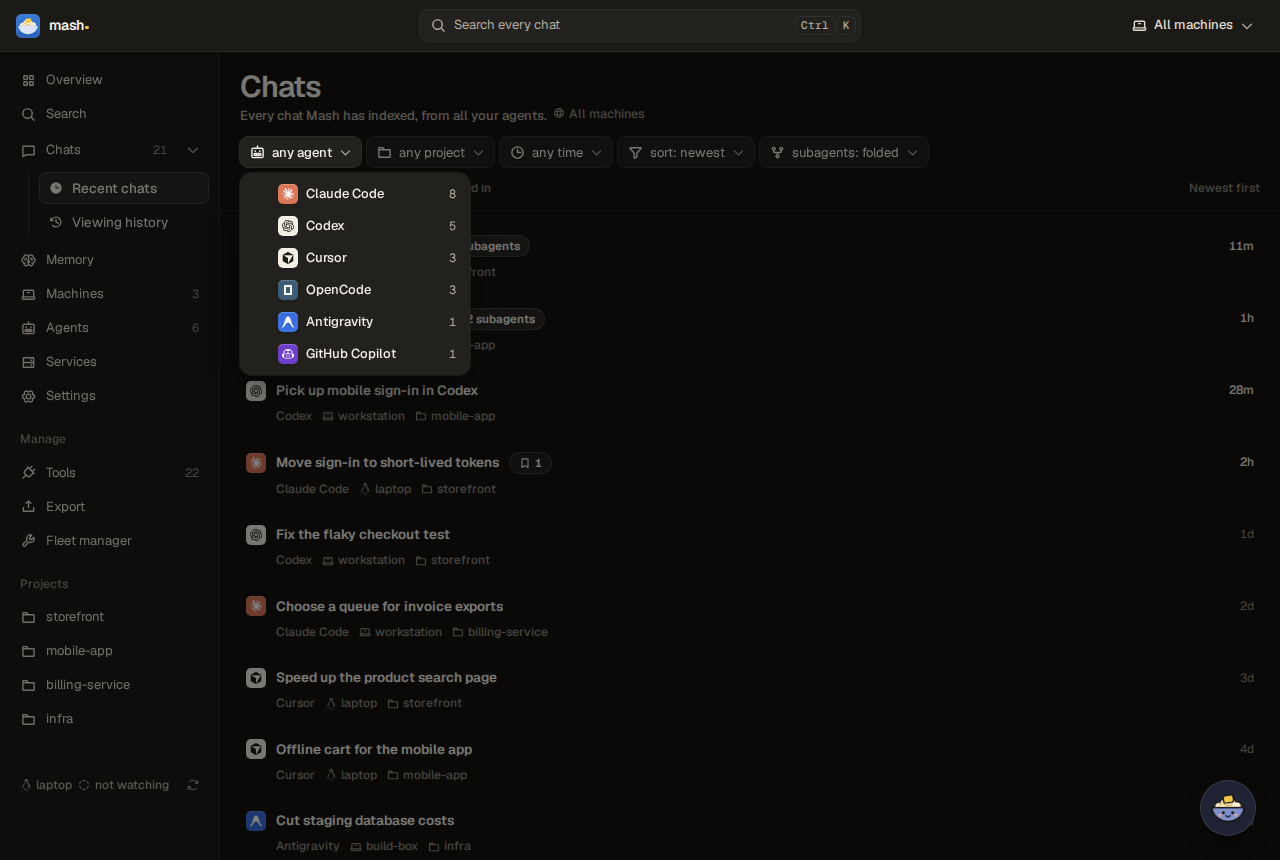 mash.
Search every chat
Ctrl K
All machines
Overview
Search
Chats 21
Recent chats
Viewing history
Memory
Machines 3
Agents 6
Services
Settings
Manage
Tools 22
Export
Fleet manager
Projects
storefront
mobile-app
billing-service
infra
laptop not watching
Chats
Every chat Mash has indexed, from all your agents. All machines
any agent
any project
any time
sort: newest
subagents: folded
Claude Code 8
Codex 5
Cursor 3
OpenCode 3
Antigravity 1
GitHub Copilot 1
in
Newest first
11m
2 subagents
1h
-app
Pick up mobile sign-in in Codex
28m
Codex workstation mobile-app
Move sign-in to short-lived tokens 1
2h
Claude Code laptop storefront
Fix the flaky checkout test
1d
Codex workstation storefront
Choose a queue for invoice exports
2d
Claude Code workstation billing-service
Speed up the product search page
3d
Cursor laptop storefront
Offline cart for the mobile app
4d
Cursor laptop mobile-app
Cut staging database costs
Antigravity build-box infra